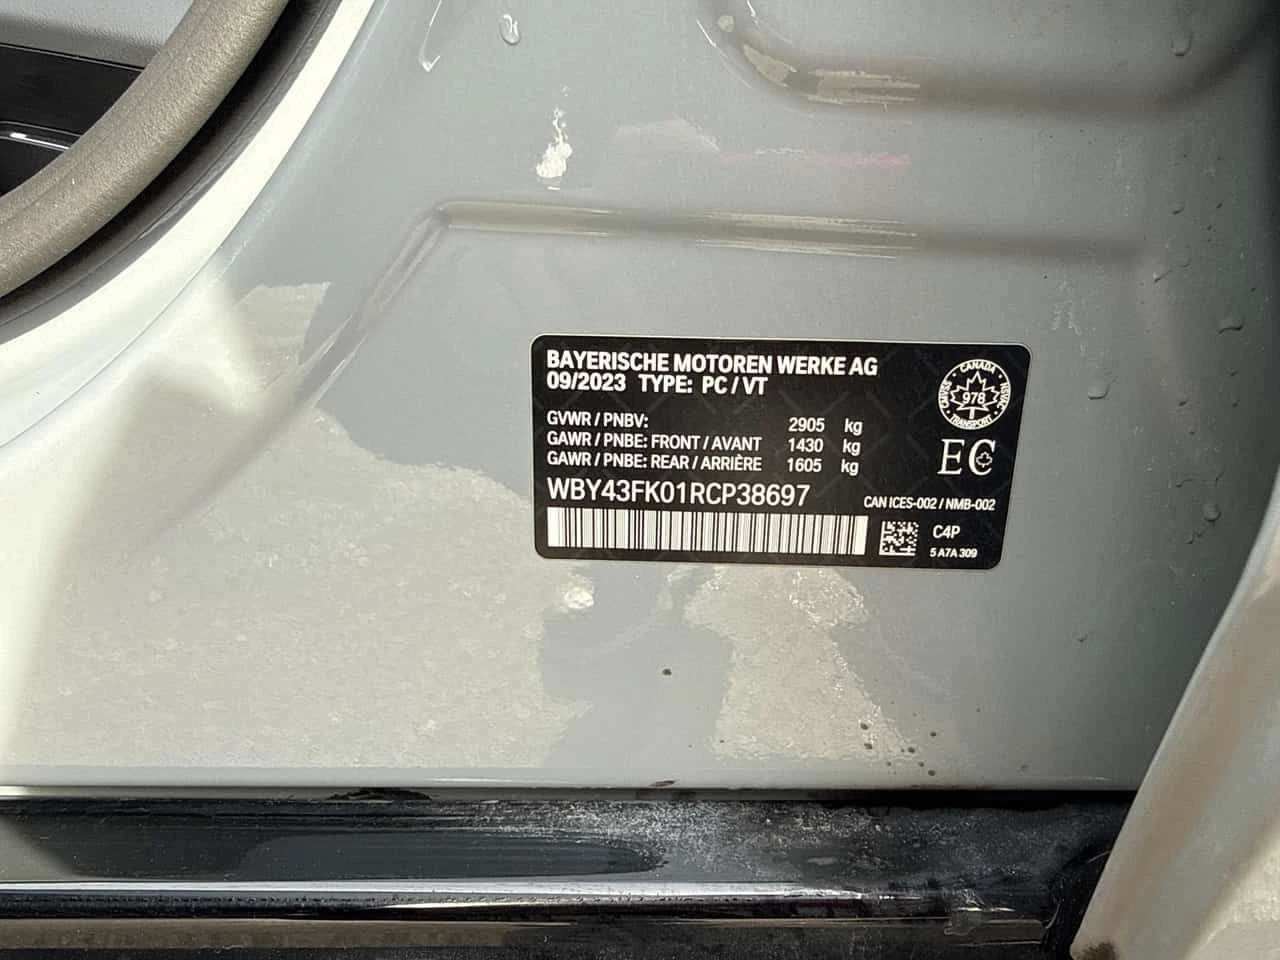 BAYERISCHE MOTOREN WERKE AG
09/2023 TYPE: PC / VT
GVWR / PNBV: 2905 kg
GAWR / PNBE: FRONT / AVANT 1430 kg
GAWR / PNBE: REAR / ARRIÈRE 1605 kg
WBY43FK01RCP38697
CANADA
CMVSS
978
NSVAC
TRANSPORT
EC
CAN ICES-002 / NMB-002
C4P
5 A7A 309